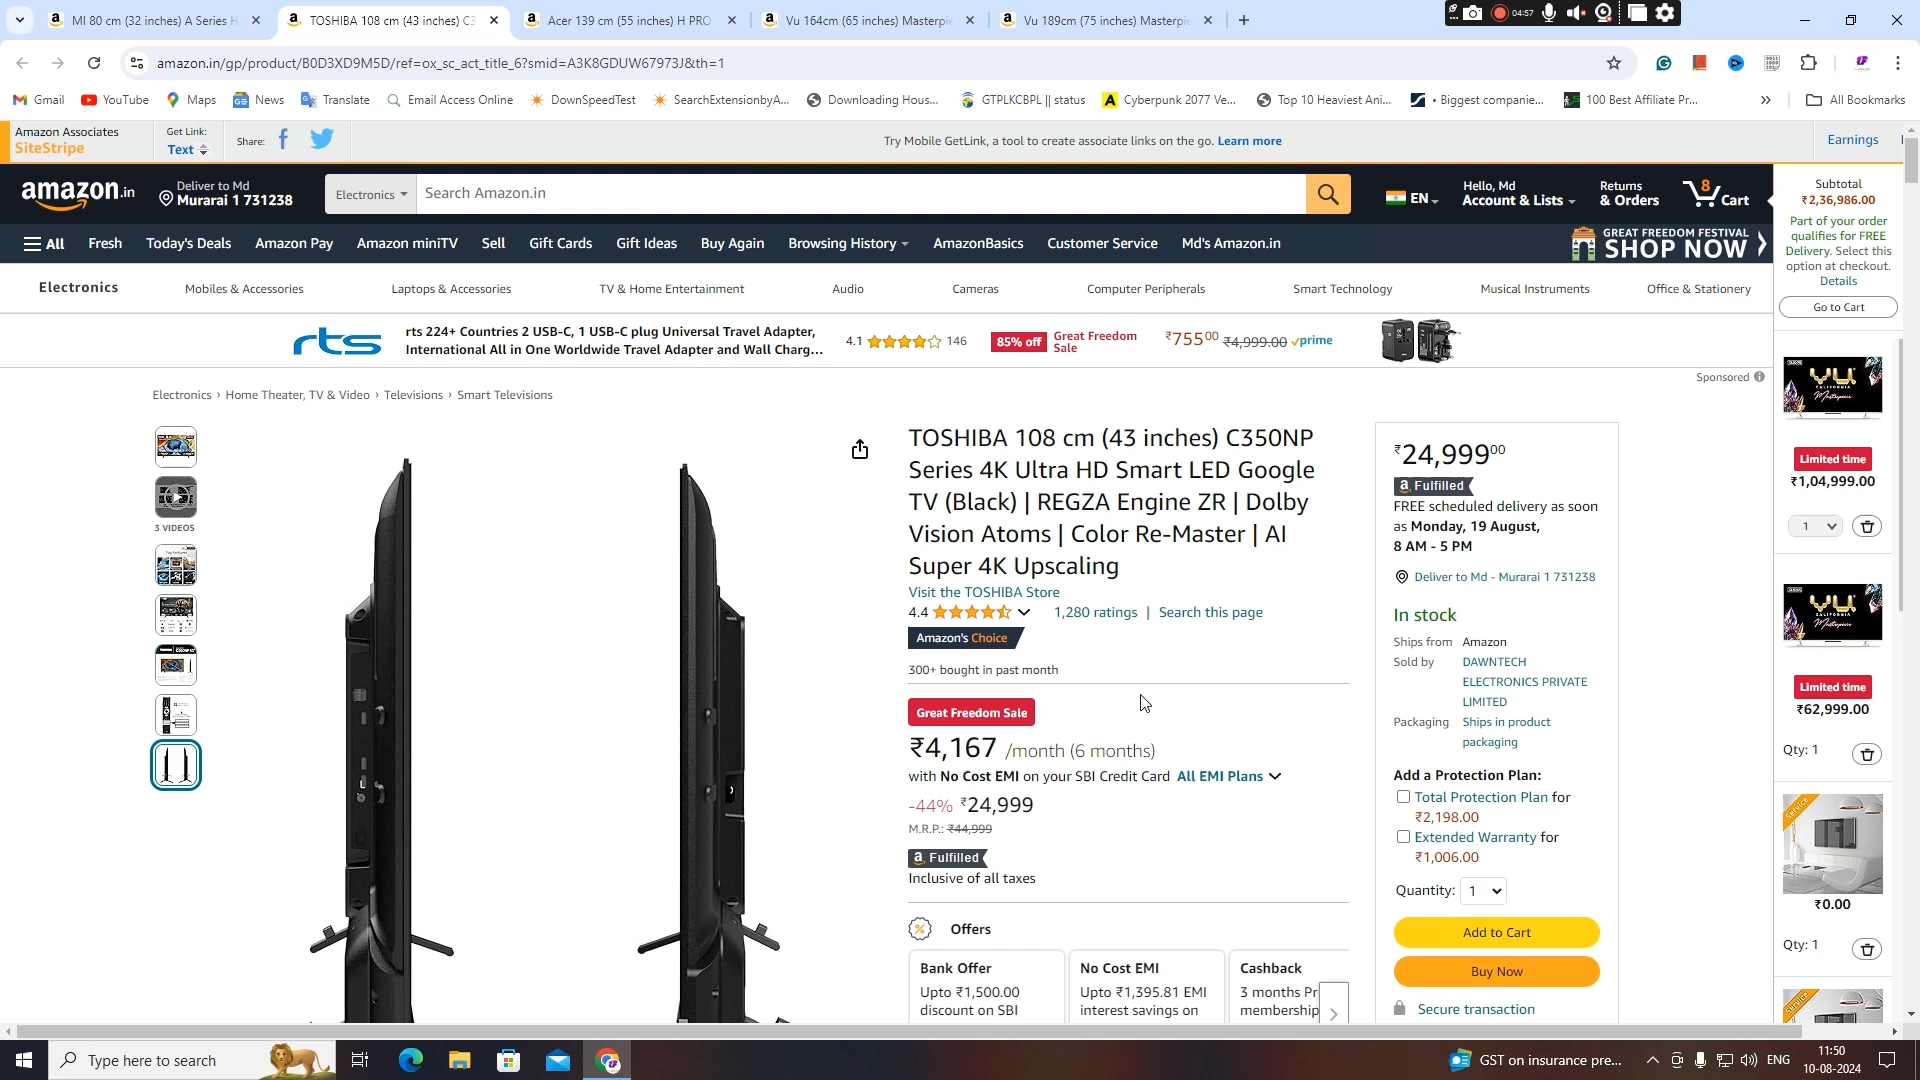 MI 80 cm (32 inches) A Series H
TOSHIBA 108 cm (43 inches) C3
Acer 139 cm (55 inches) H PRO
Vu 164cm (65 inches) Masterpie
Vu 189cm (75 inches) Masterpie
04:57
amazon.in/gp/product/B0D3XD9M5D/ref=ox_sc_act_title_6?smid=A3K8GDUW67973J&th=1
Gmail
YouTube
Maps
News
Translate
Email Access Online
DownSpeedTest
SearchExtensionbyA...
Downloading Hous...
GTPLKCBPL || status
Cyberpunk 2077 Ve...
Top 10 Heaviest Ani...
• Biggest companie...
100 Best Affiliate Pr...
All Bookmarks
Amazon Associates
SiteStripe
Get Link:
Text
Share:
Try Mobile GetLink, a tool to create associate links on the go. Learn more
Earnings
amazon.in
Deliver to Md
Murarai 1 731238
Electronics
Search Amazon.in
EN
Hello, Md
Account & Lists
Returns
& Orders
8
Cart
All
Fresh
Today's Deals
Amazon Pay
Amazon miniTV
Sell
Gift Cards
Gift Ideas
Buy Again
Browsing History
AmazonBasics
Customer Service
Md's Amazon.in
GREAT FREEDOM FESTIVAL
SHOP NOW
Electronics
Mobiles & Accessories
Laptops & Accessories
TV & Home Entertainment
Audio
Cameras
Computer Peripherals
Smart Technology
Musical Instruments
Office & Stationery
rts
rts 224+ Countries 2 USB-C, 1 USB-C plug Universal Travel Adapter,
International All in One Worldwide Travel Adapter and Wall Charg...
4.1
146
85% off
Great Freedom
Sale
₹75500 ₹4,999.00 prime
Sponsored
Electronics › Home Theater, TV & Video › Televisions › Smart Televisions
3 VIDEOS
TOSHIBA 108 cm (43 inches) C350NP
Series 4K Ultra HD Smart LED Google
TV (Black) | REGZA Engine ZR | Dolby
Vision Atoms | Color Re-Master | AI
Super 4K Upscaling
Visit the TOSHIBA Store
4.4
1,280 ratings | Search this page
Amazon's Choice
300+ bought in past month
Great Freedom Sale
₹4,167 /month (6 months)
with No Cost EMI on your SBI Credit Card All EMI Plans
-44% ₹24,999
M.R.P.: ₹44,999
a Fulfilled
Inclusive of all taxes
Offers
Bank Offer
Upto ₹1,500.00
discount on SBI
No Cost EMI
Upto ₹1,395.81 EMI
interest savings on
Cashback
3 months Pr
membership
₹24,99900
a Fulfilled
FREE scheduled delivery as soon
as Monday, 19 August,
8 AM - 5 PM
Deliver to Md - Murarai 1 731238
In stock
Ships from Amazon
Sold by DAWNTECH
ELECTRONICS PRIVATE
LIMITED
Packaging Ships in product
packaging
Add a Protection Plan:
Total Protection Plan for
₹2,198.00
Extended Warranty for
₹1,006.00
Quantity: 1
Add to Cart
Buy Now
Secure transaction
Subtotal
₹2,36,986.00
Part of your order
qualifies for FREE
Delivery. Select this
option at checkout.
Details
Go to Cart
Limited time
₹1,04,999.00
1
Limited time
₹62,999.00
Qty: 1
Service
₹0.00
Qty: 1
Type here to search
GST on insurance pre...
ENG
11:50
10-08-2024